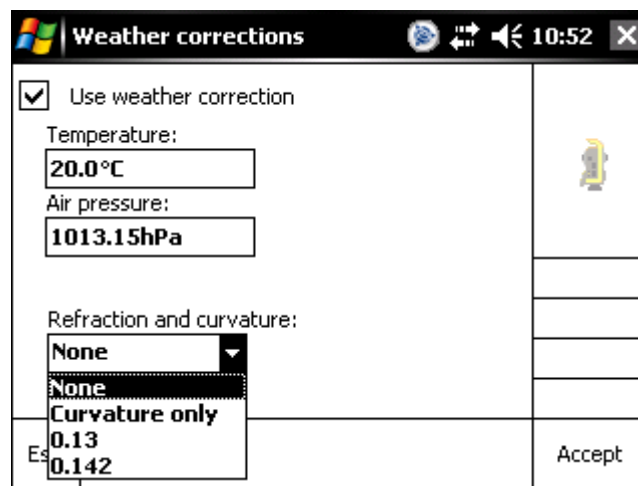 Weather corrections 10:52
Use weather correction
Temperature:
20.0°C
Air pressure:
1013.15hPa
Refraction and curvature:
None
None
Curvature only
0.13
0.142
Accept